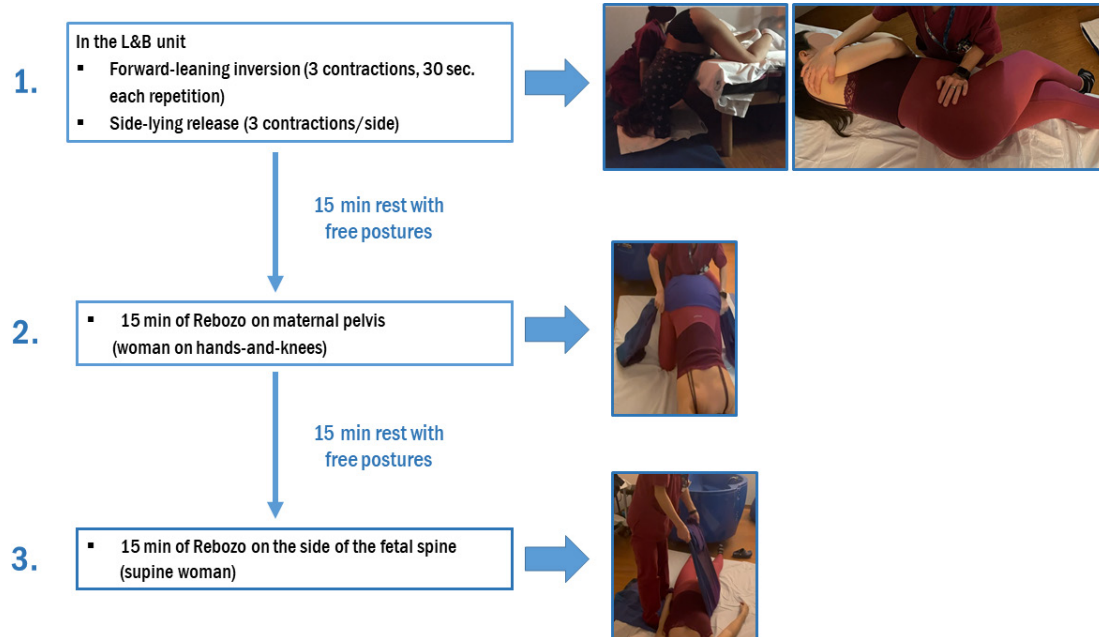 1.
In the L&B unit
▪ Forward-leaning inversion (3 contractions, 30 sec.
each repetition)
▪ Side-lying release (3 contractions/side)
15 min rest with
free postures
2.
▪ 15 min of Rebozo on maternal pelvis
(woman on hands-and-knees)
15 min rest with
free postures
3.
▪ 15 min of Rebozo on the side of the fetal spine
(supine woman)